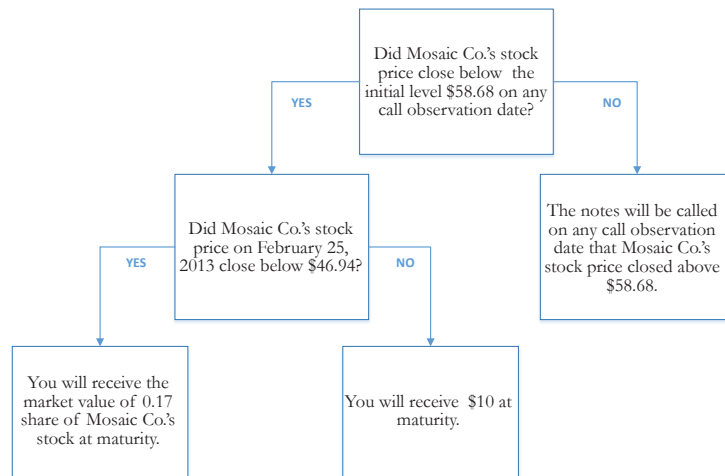 Did Mosaic Co.'s stock
price close below the
initial level $58.68 on any
call observation date?
YES
NO
Did Mosaic Co.'s stock
price on February 25,
2013 close below $46.94?
The notes will be called
on any call observation
date that Mosaic Co.'s
stock price closed above
$58.68.
YES
NO
You will receive the
market value of 0.17
share of Mosaic Co.'s
stock at maturity.
You will receive $10 at
maturity.